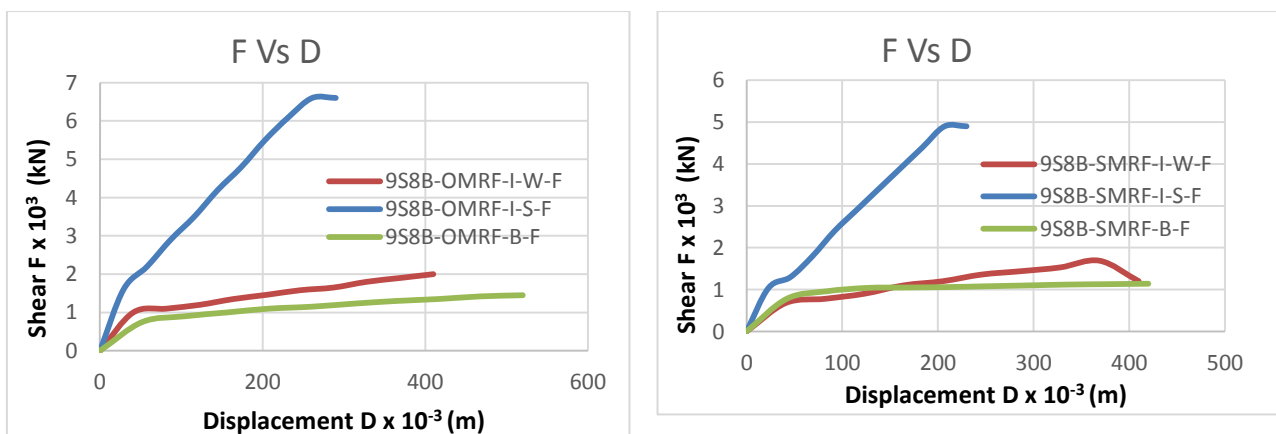 F Vs D
7
6
5
4
3
2
1
0
0 200 400 600
Shear F x 10³ (kN)
Displacement D x 10⁻³ (m)
9S8B-OMRF-I-W-F
9S8B-OMRF-I-S-F
9S8B-OMRF-B-F
F Vs D
6
5
4
3
2
1
0
0 100 200 300 400 500
Shear F x 10³ (kN)
Displacement D x 10⁻³ (m)
9S8B-SMRF-I-W-F
9S8B-SMRF-I-S-F
9S8B-SMRF-B-F